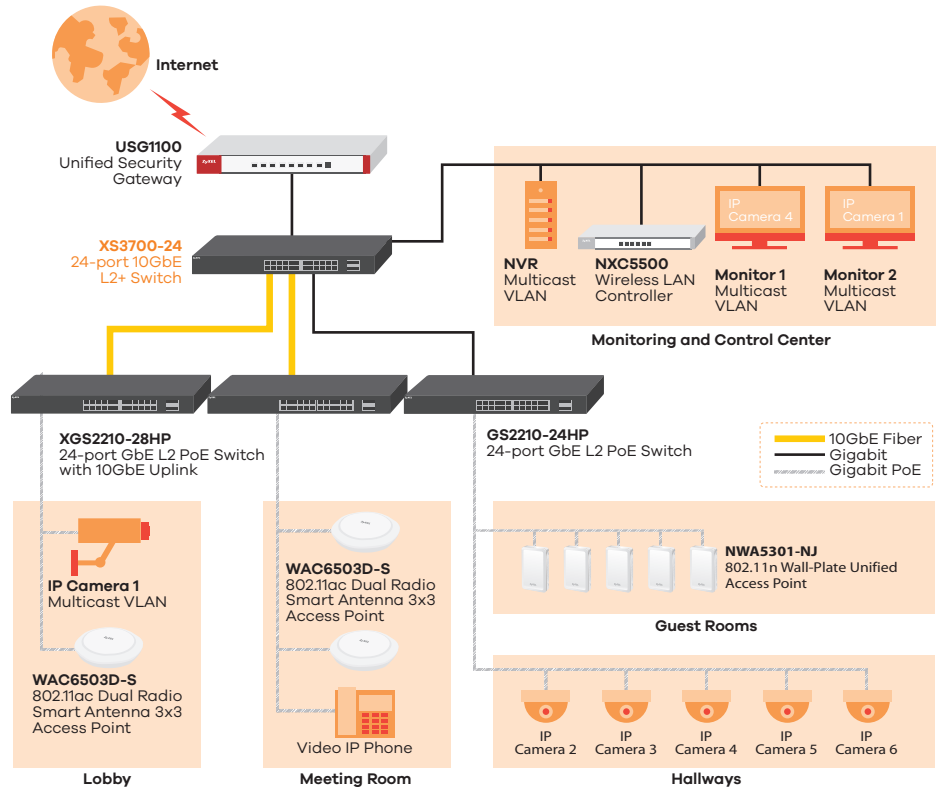 Internet
USG1100
Unified Security
Gateway
ZyXEL
XS3700-24
24-port 10GbE
L2+ Switch
NVR
Multicast
VLAN
NXC5500
Wireless LAN
Controller
IP
Camera 4
Monitor 1
Multicast
VLAN
IP
Camera 1
Monitor 2
Multicast
VLAN
Monitoring and Control Center
XGS2210-28HP
24-port GbE L2 PoE Switch
with 10GbE Uplink
GS2210-24HP
24-port GbE L2 PoE Switch
10GbE Fiber
Gigabit
Gigabit PoE
IP Camera 1
Multicast VLAN
WAC6503D-S
802.11ac Dual Radio
Smart Antenna 3x3
Access Point
Lobby
WAC6503D-S
802.11ac Dual Radio
Smart Antenna 3x3
Access Point
Video IP Phone
Meeting Room
NWA5301-NJ
802.11n Wall-Plate Unified
Access Point
Guest Rooms
IP
Camera 2
IP
Camera 3
IP
Camera 4
IP
Camera 5
IP
Camera 6
Hallways